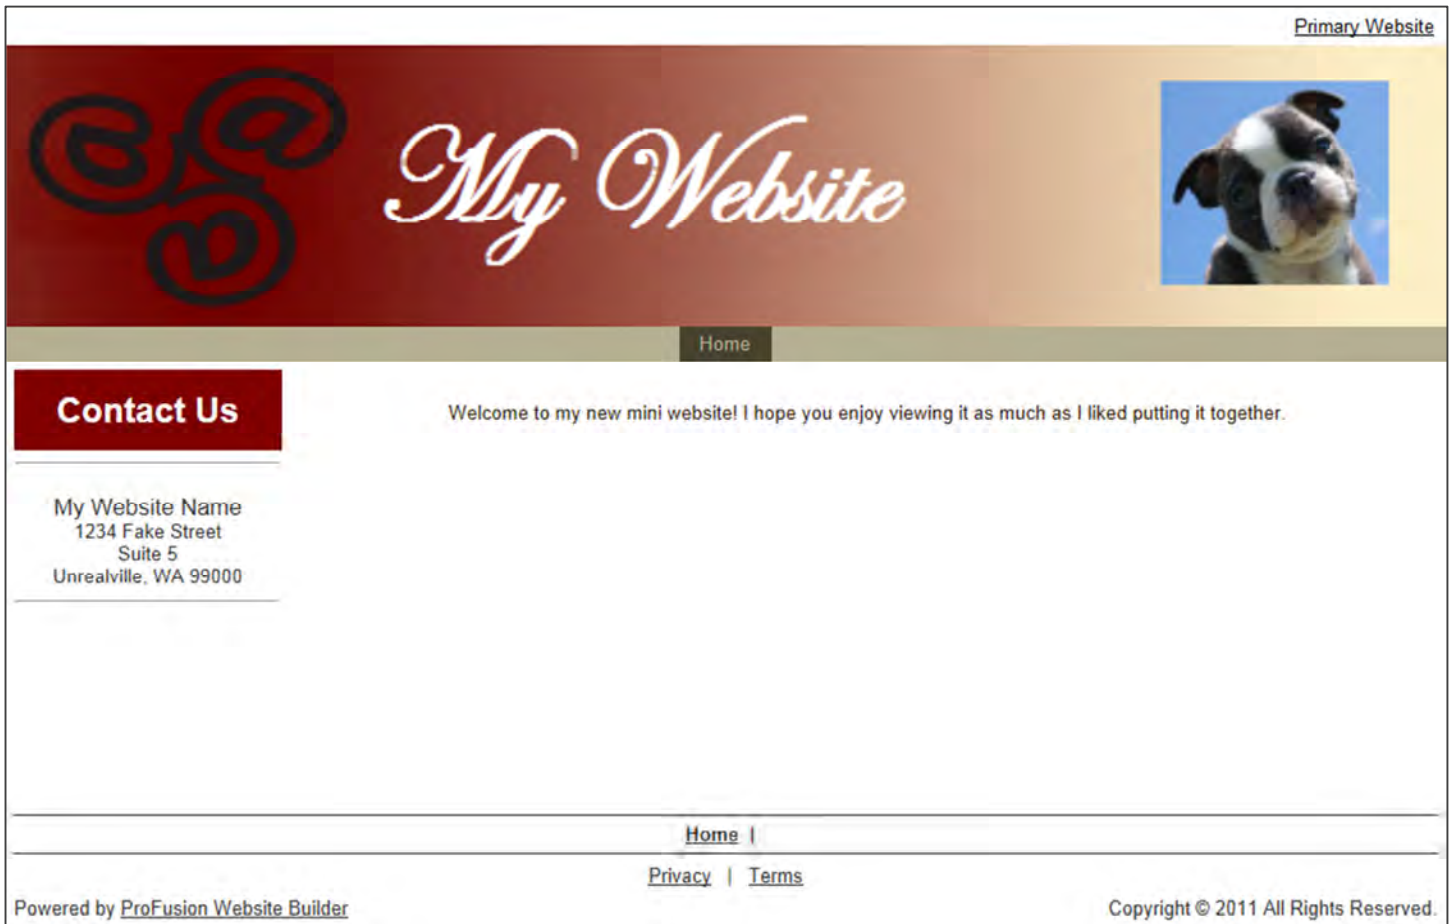 Primary Website
My Website
Home
Contact Us
Welcome to my new mini website! I hope you enjoy viewing it as much as I liked putting it together.
My Website Name
1234 Fake Street
Suite 5
Unrealville, WA 99000
Home |
Privacy | Terms
Powered by ProFusion Website Builder
Copyright © 2011 All Rights Reserved.